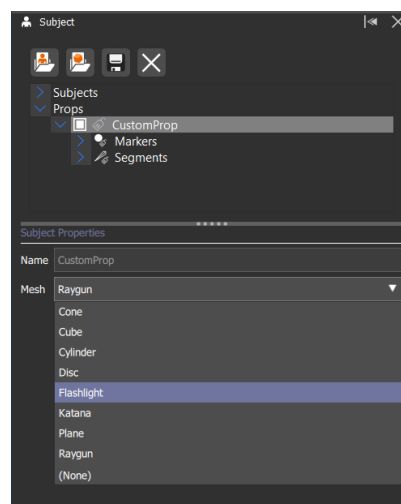 Subject
Subjects
Props
CustomProp
Markers
Segments
Subject Properties
Name CustomProp
Mesh Raygun
Cone
Cube
Cylinder
Disc
Flashlight
Katana
Plane
Raygun
(None)